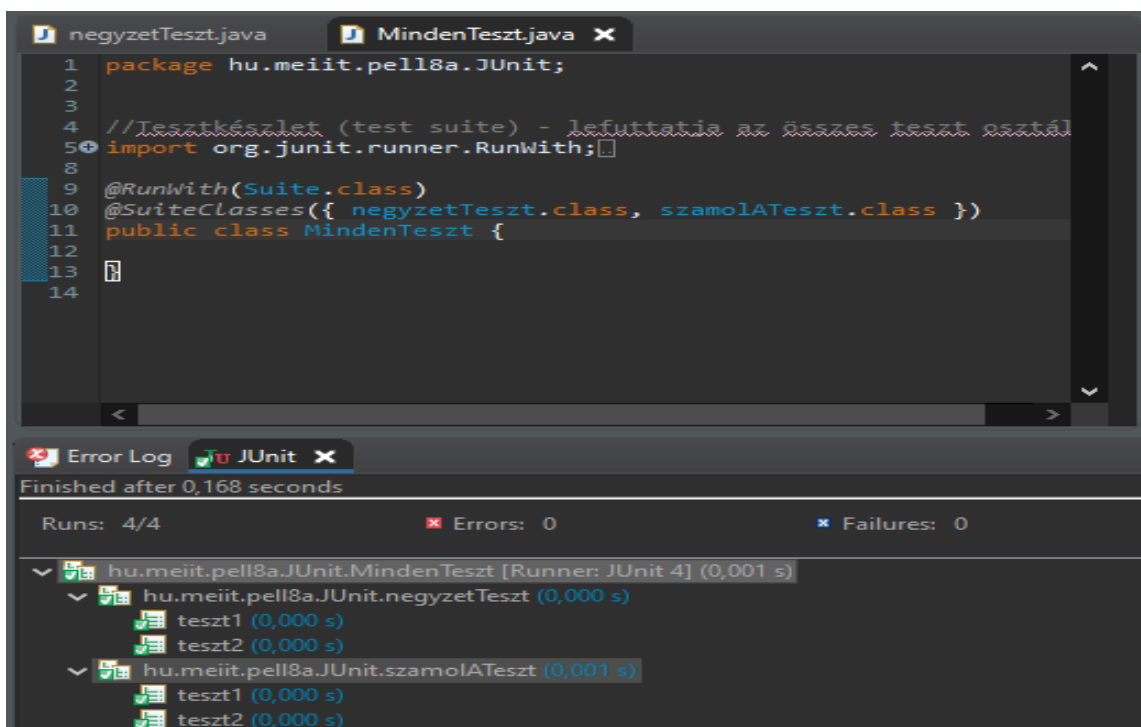 negyzetTeszt.java MindenTeszt.java
1 package hu.meiit.pell8a.JUnit;
2
3
4 //Tesztkészlet (test suite) - lefuttatja az összes teszt osztál
5 import org.junit.runner.RunWith;
8
9 @RunWith(Suite.class)
10 @SuiteClasses({ negyzetTeszt.class, szamolATeszt.class })
11 public class MindenTeszt {
12
13 }
14
Error Log JUnit
Finished after 0,168 seconds
Runs: 4/4 Errors: 0 Failures: 0
hu.meiit.pell8a.JUnit.MindenTeszt [Runner: JUnit 4] (0,001 s)
hu.meiit.pell8a.JUnit.negyzetTeszt (0,000 s)
teszt1 (0,000 s)
teszt2 (0,000 s)
hu.meiit.pell8a.JUnit.szamolATeszt (0,001 s)
teszt1 (0,000 s)
teszt2 (0,000 s)